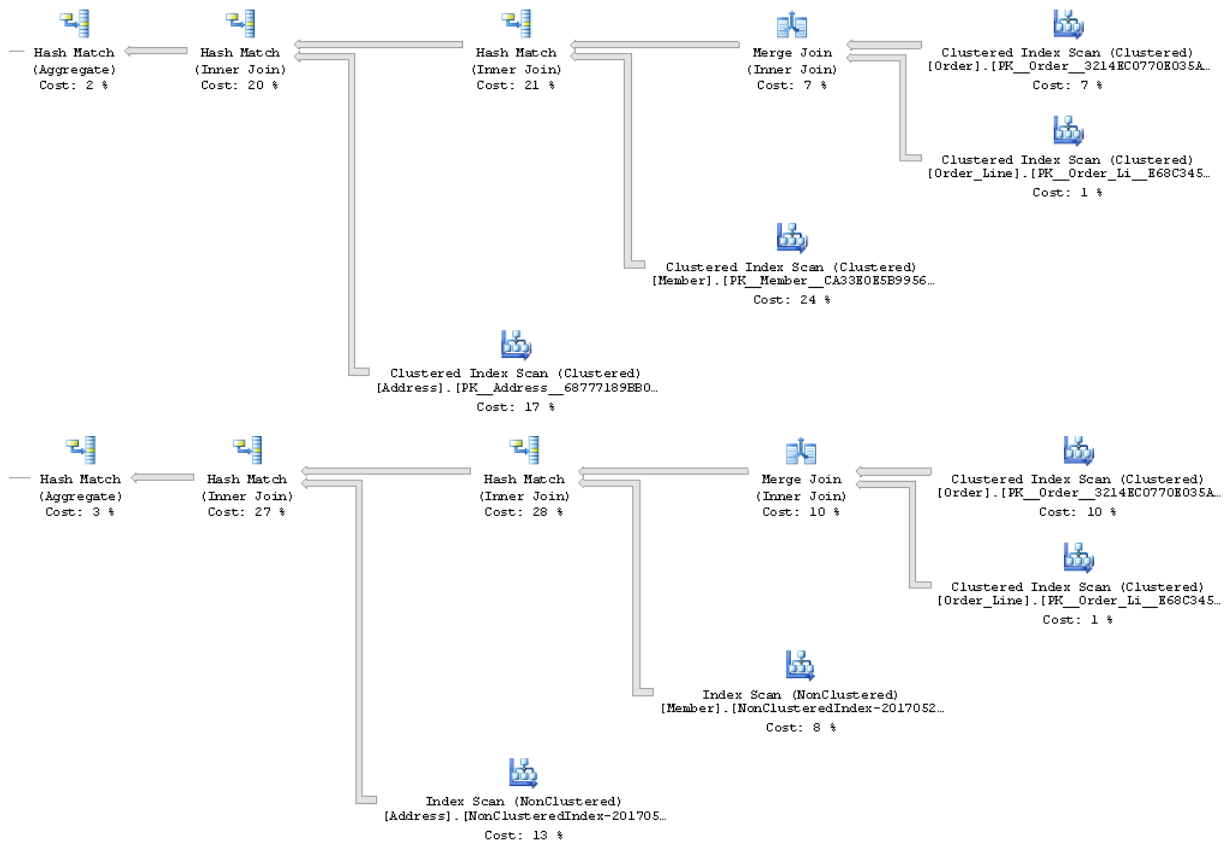 Hash Match
(Aggregate)
Cost: 2 %
Hash Match
(Inner Join)
Cost: 20 %
Hash Match
(Inner Join)
Cost: 21 %
Merge Join
(Inner Join)
Cost: 7 %
Clustered Index Scan (Clustered)
[Order].[PK__Order__3214EC0770E035A…
Cost: 7 %
Clustered Index Scan (Clustered)
[Order_Line].[PK__Order_Li__E68C345…
Cost: 1 %
Clustered Index Scan (Clustered)
[Member].[PK__Member__CA33E0E5B9956…
Cost: 24 %
Clustered Index Scan (Clustered)
[Address].[PK__Address__68777189BB0…
Cost: 17 %
Hash Match
(Aggregate)
Cost: 3 %
Hash Match
(Inner Join)
Cost: 27 %
Hash Match
(Inner Join)
Cost: 28 %
Merge Join
(Inner Join)
Cost: 10 %
Clustered Index Scan (Clustered)
[Order].[PK__Order__3214EC0770E035A…
Cost: 10 %
Clustered Index Scan (Clustered)
[Order_Line].[PK__Order_Li__E68C345…
Cost: 1 %
Index Scan (NonClustered)
[Member].[NonClusteredIndex-2017052…
Cost: 8 %
Index Scan (NonClustered)
[Address].[NonClusteredIndex-201705…
Cost: 13 %